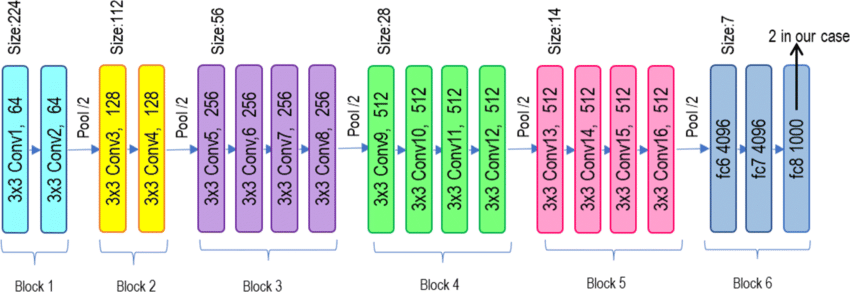 Size:224
3x3 Conv1, 64
3x3 Conv2, 64
Pool /2
Size:112
3x3 Conv3, 128
3x3 Conv4, 128
Pool /2
Size:56
3x3 Conv5, 256
3x3 Conv,6 256
3x3 Conv7, 256
3x3 Conv8, 256
Pool /2
Size:28
3x3 Conv9, 512
3x3 Conv10, 512
3x3 Conv11, 512
3x3 Conv12, 512
Pool /2
Size:14
3x3 Conv13, 512
3x3 Conv14, 512
3x3 Conv15, 512
3x3 Conv16, 512
Pool /2
Size:7
fc6 4096
fc7 4096
fc8 1000
2 in our case
Block 1
Block 2
Block 3
Block 4
Block 5
Block 6